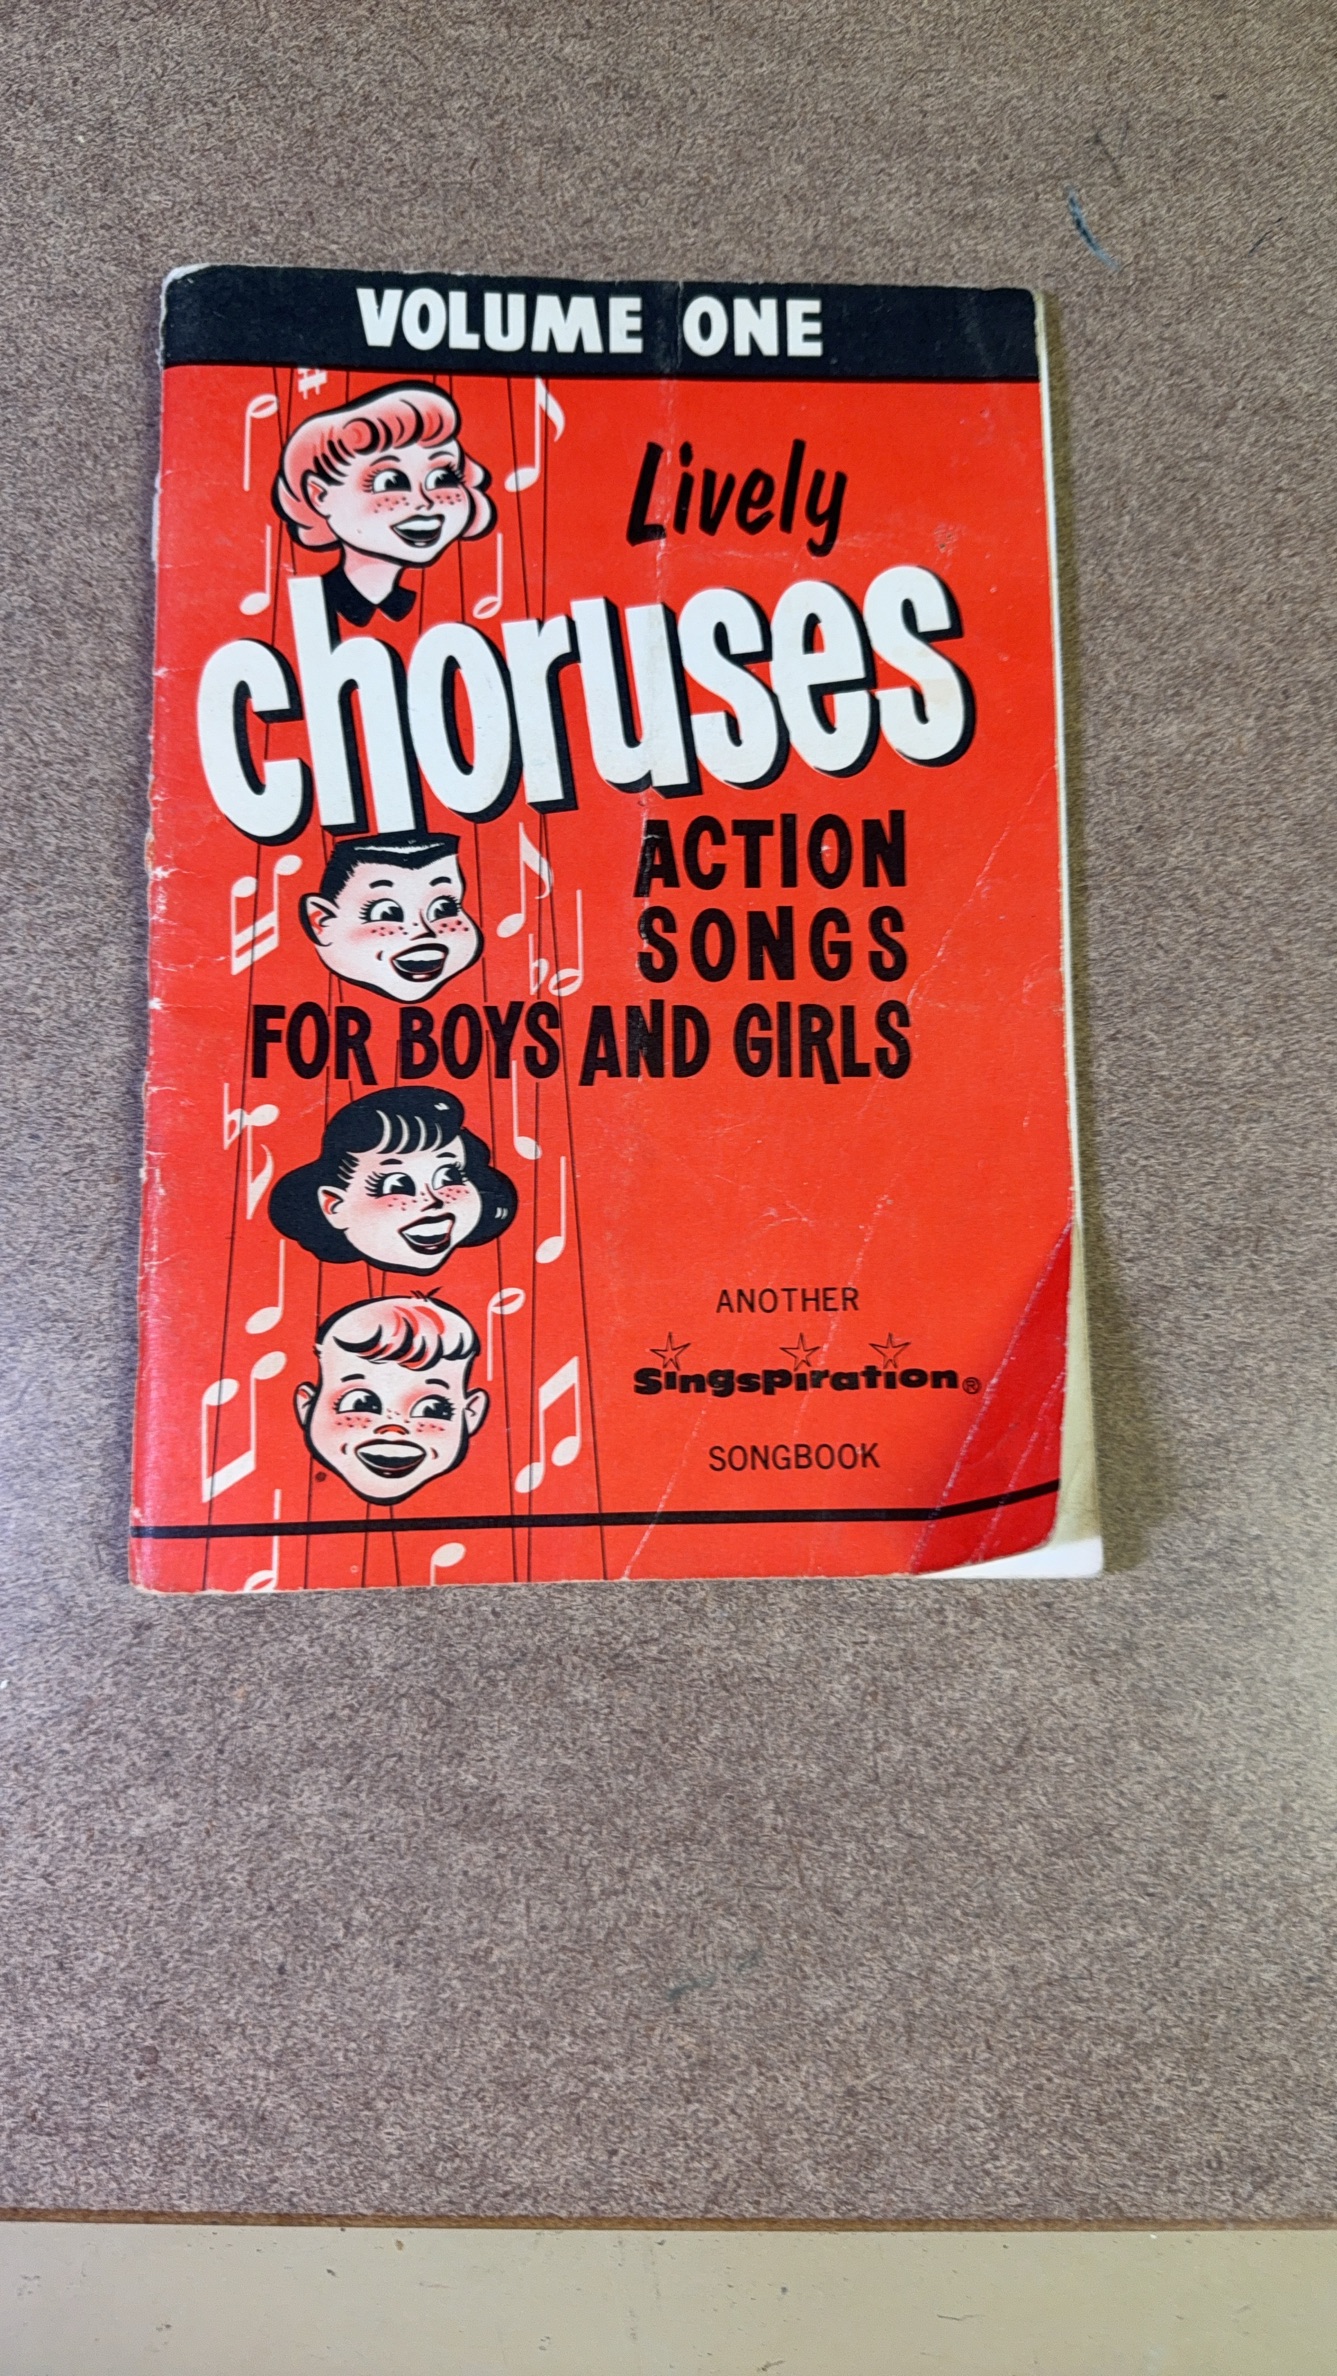 VOLUME ONE
Lively
choruses
ACTION
SONGS
FOR BOYS AND GIRLS
ANOTHER
Singspiration®
SONGBOOK